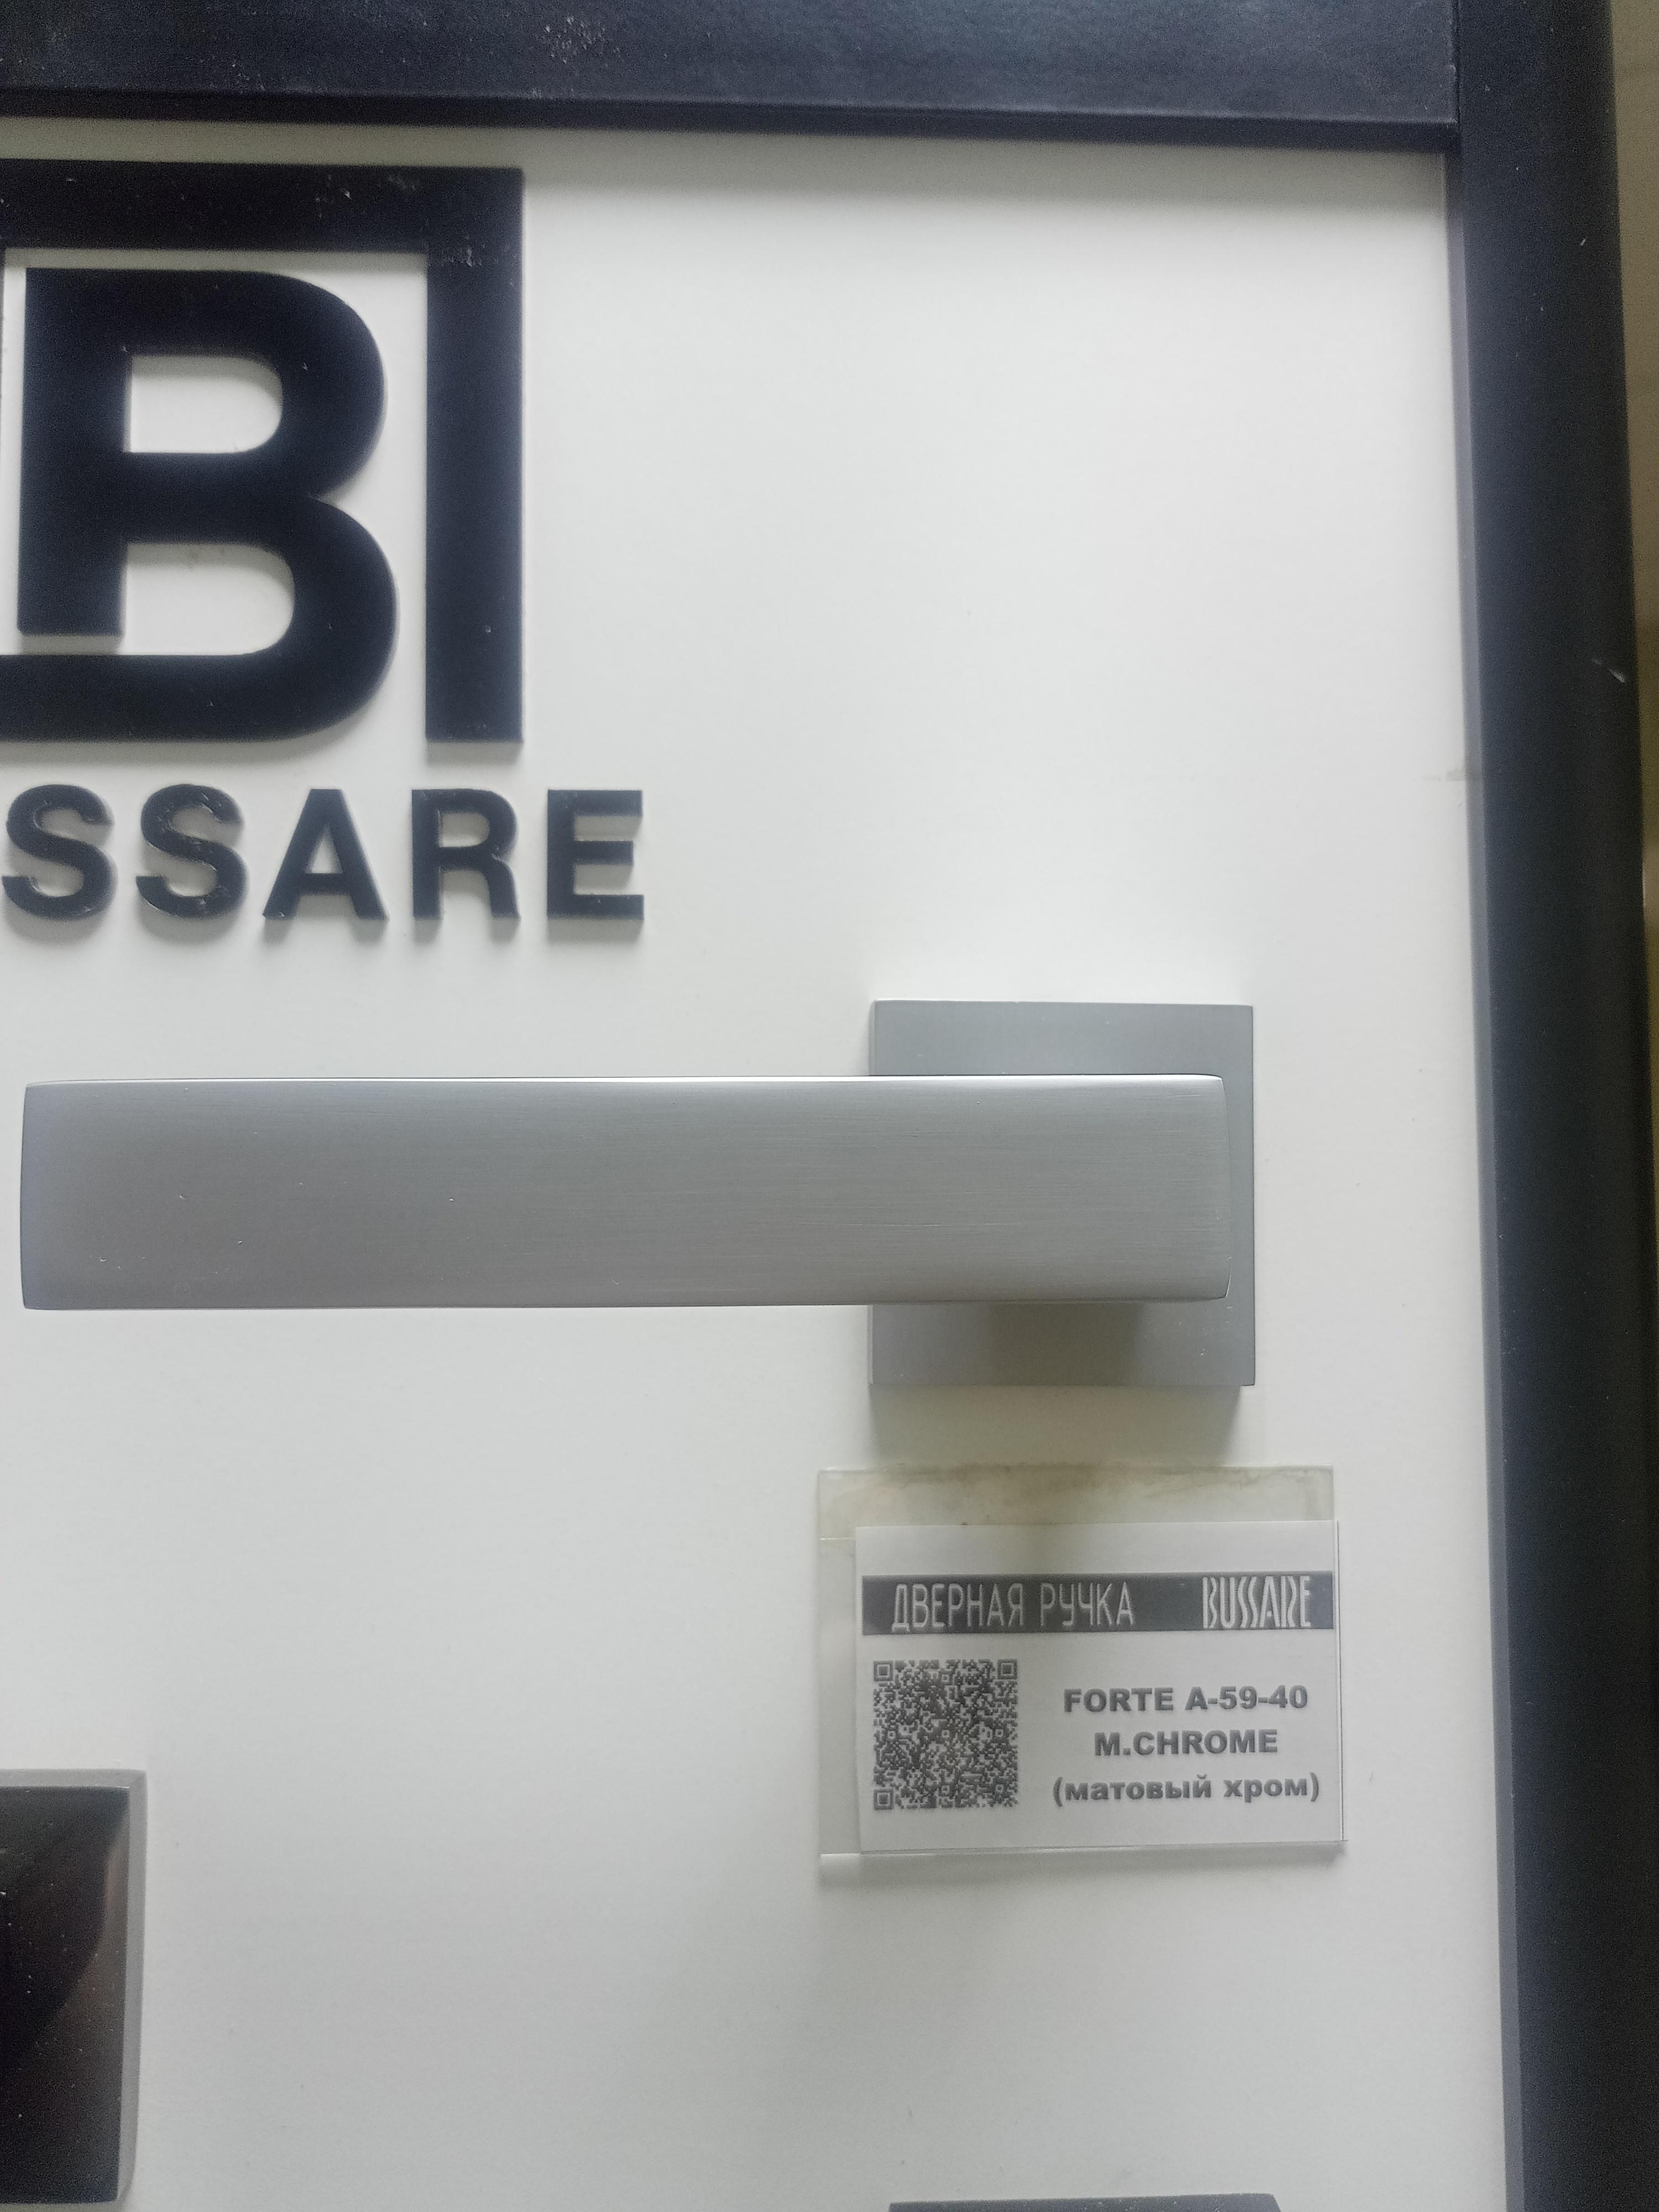 B
SSARE
ДВЕРНАЯ РУЧКА BUSSARE
FORTE A-59-40
M.CHROME
(матовый хром)